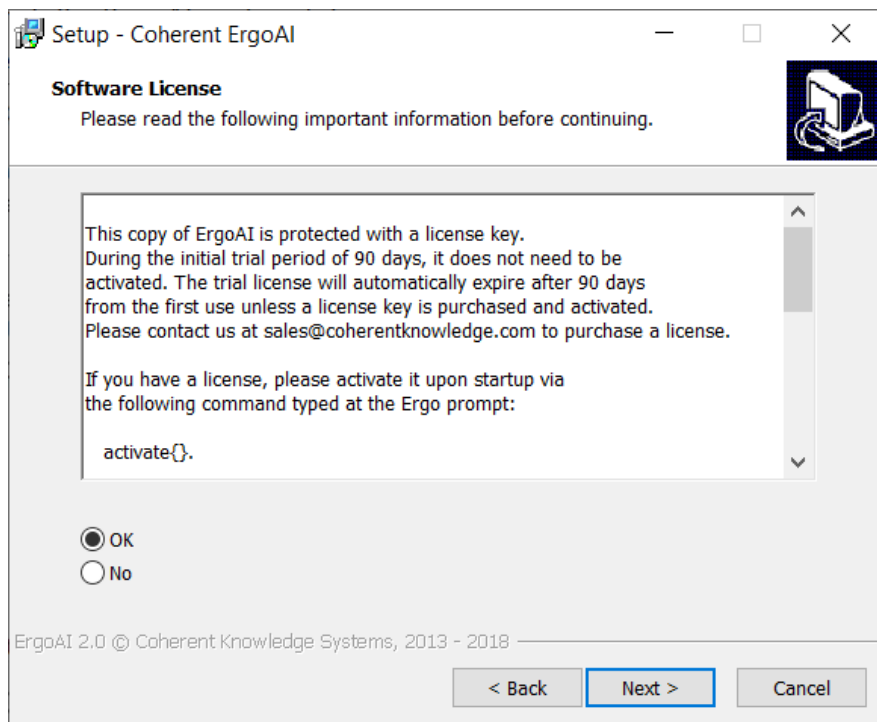 Setup - Coherent ErgoAI
Software License
Please read the following important information before continuing.
This copy of ErgoAI is protected with a license key.
During the initial trial period of 90 days, it does not need to be
activated. The trial license will automatically expire after 90 days
from the first use unless a license key is purchased and activated.
Please contact us at sales@coherentknowledge.com to purchase a license.
If you have a license, please activate it upon startup via
the following command typed at the Ergo prompt:
activate{}.
OK
No
ErgoAI 2.0 © Coherent Knowledge Systems, 2013 - 2018
< Back
Next >
Cancel